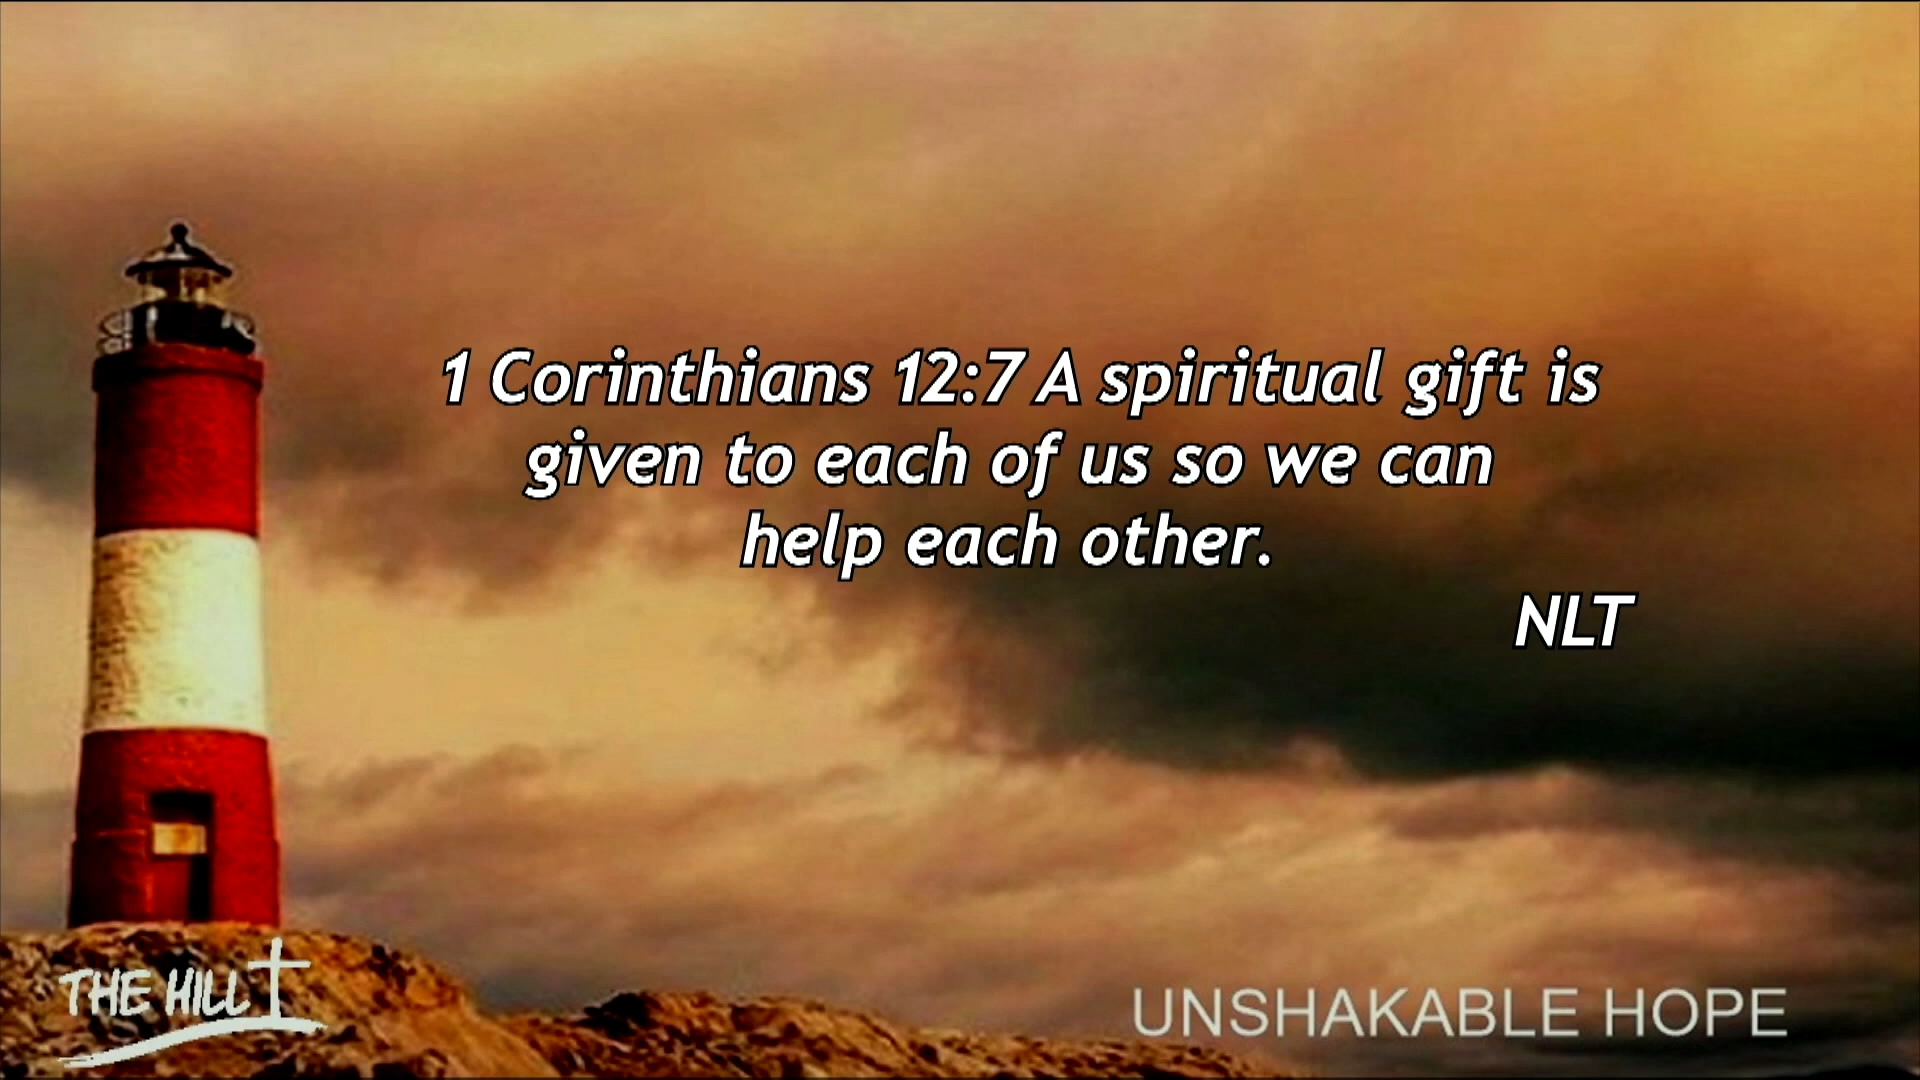 1 Corinthians 12:7 A spiritual gift is
given to each of us so we can
help each other.
NLT
THE HILL
UNSHAKABLE HOPE